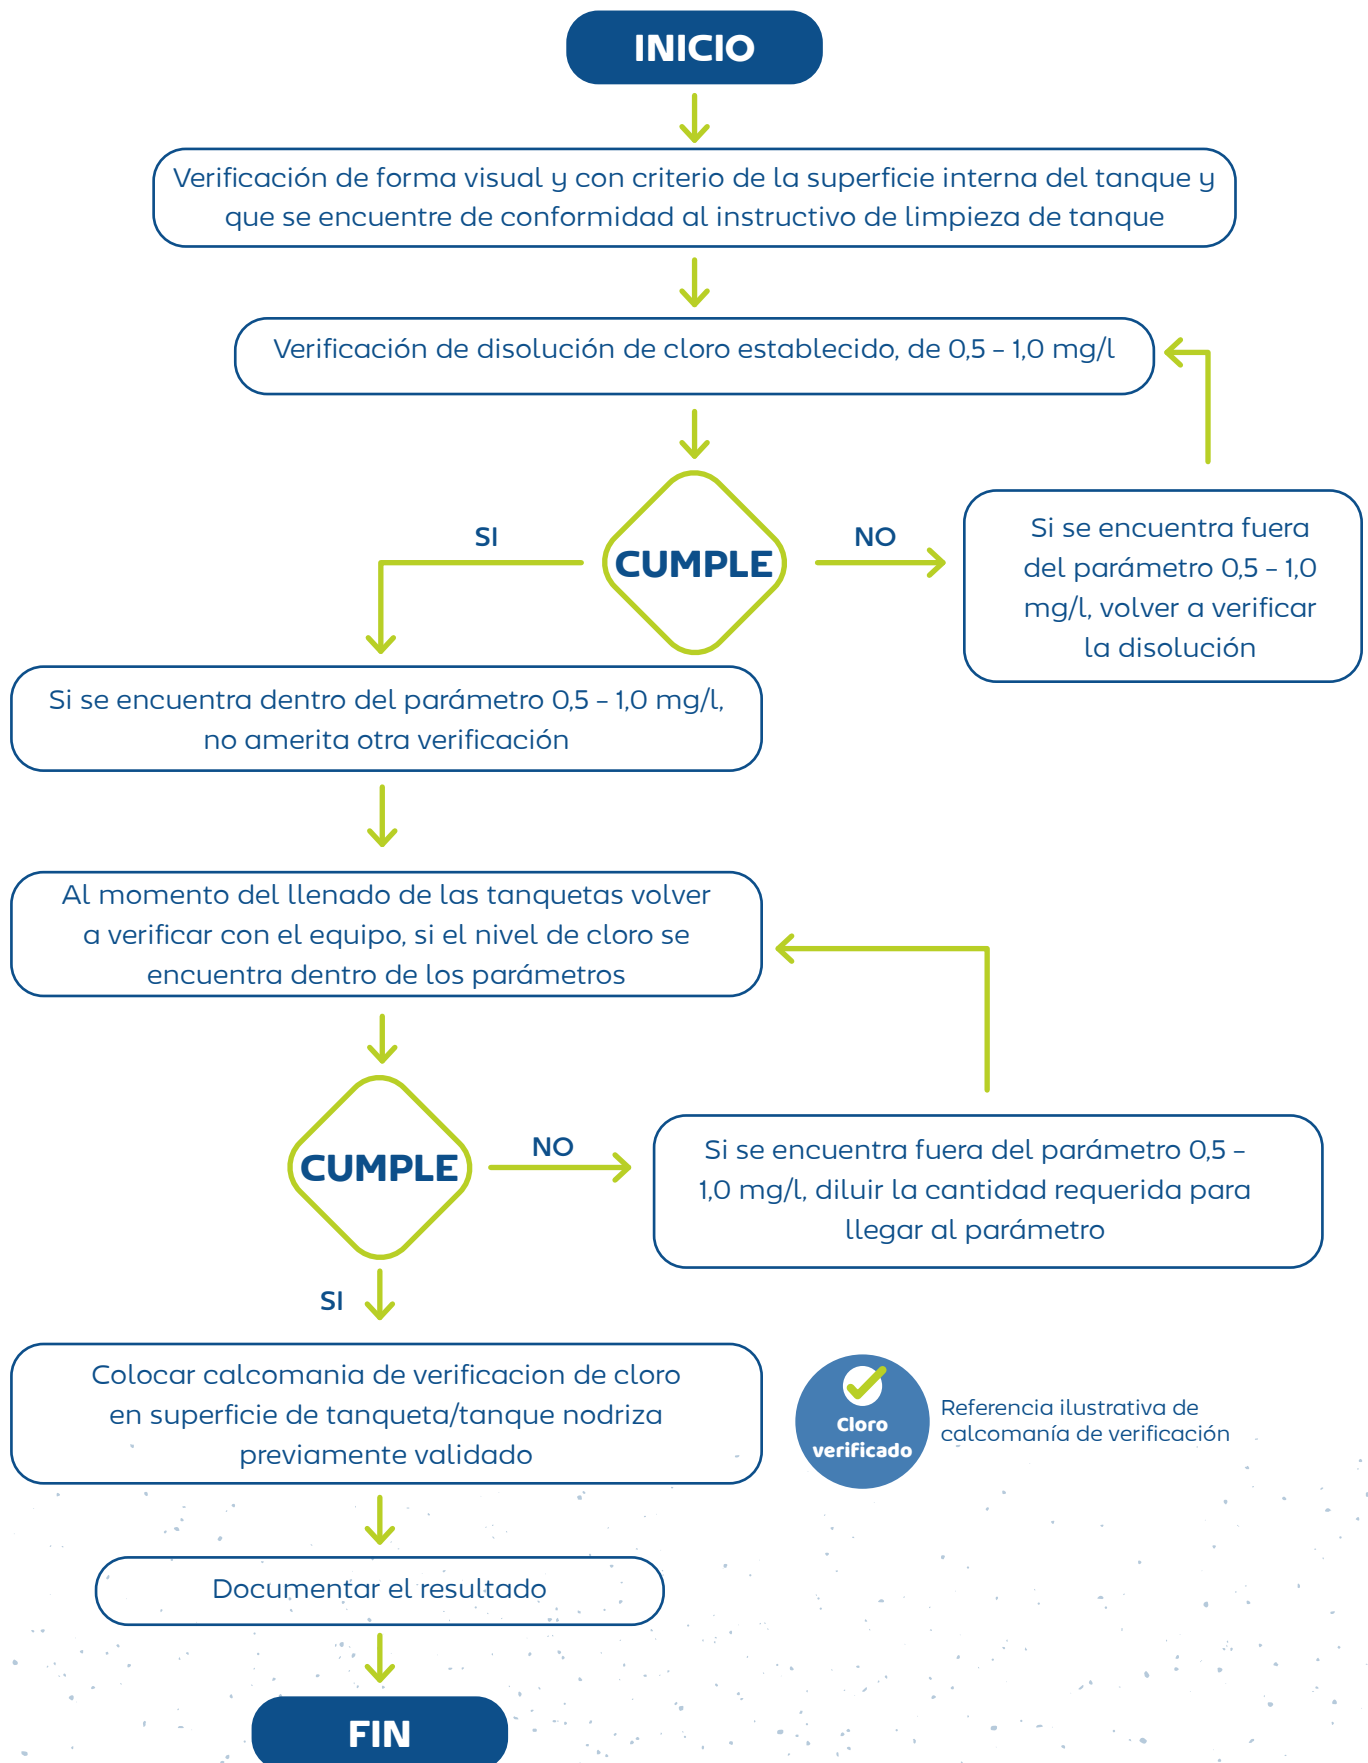 INICIO
Verificación de forma visual y con criterio de la superficie interna del tanque y
que se encuentre de conformidad al instructivo de limpieza de tanque
Verificación de disolución de cloro establecido, de 0,5 – 1,0 mg/l
CUMPLE
SI
NO
Si se encuentra fuera
del parámetro 0,5 – 1,0
mg/l, volver a verificar
la disolución
Si se encuentra dentro del parámetro 0,5 – 1,0 mg/l,
no amerita otra verificación
Al momento del llenado de las tanquetas volver
a verificar con el equipo, si el nivel de cloro se
encuentra dentro de los parámetros
CUMPLE
NO
Si se encuentra fuera del parámetro 0,5 –
1,0 mg/l, diluir la cantidad requerida para
llegar al parámetro
SI
Colocar calcomania de verificacion de cloro
en superficie de tanqueta/tanque nodriza
previamente validado
Cloro
verificado
Referencia ilustrativa de
calcomanía de verificación
Documentar el resultado
FIN